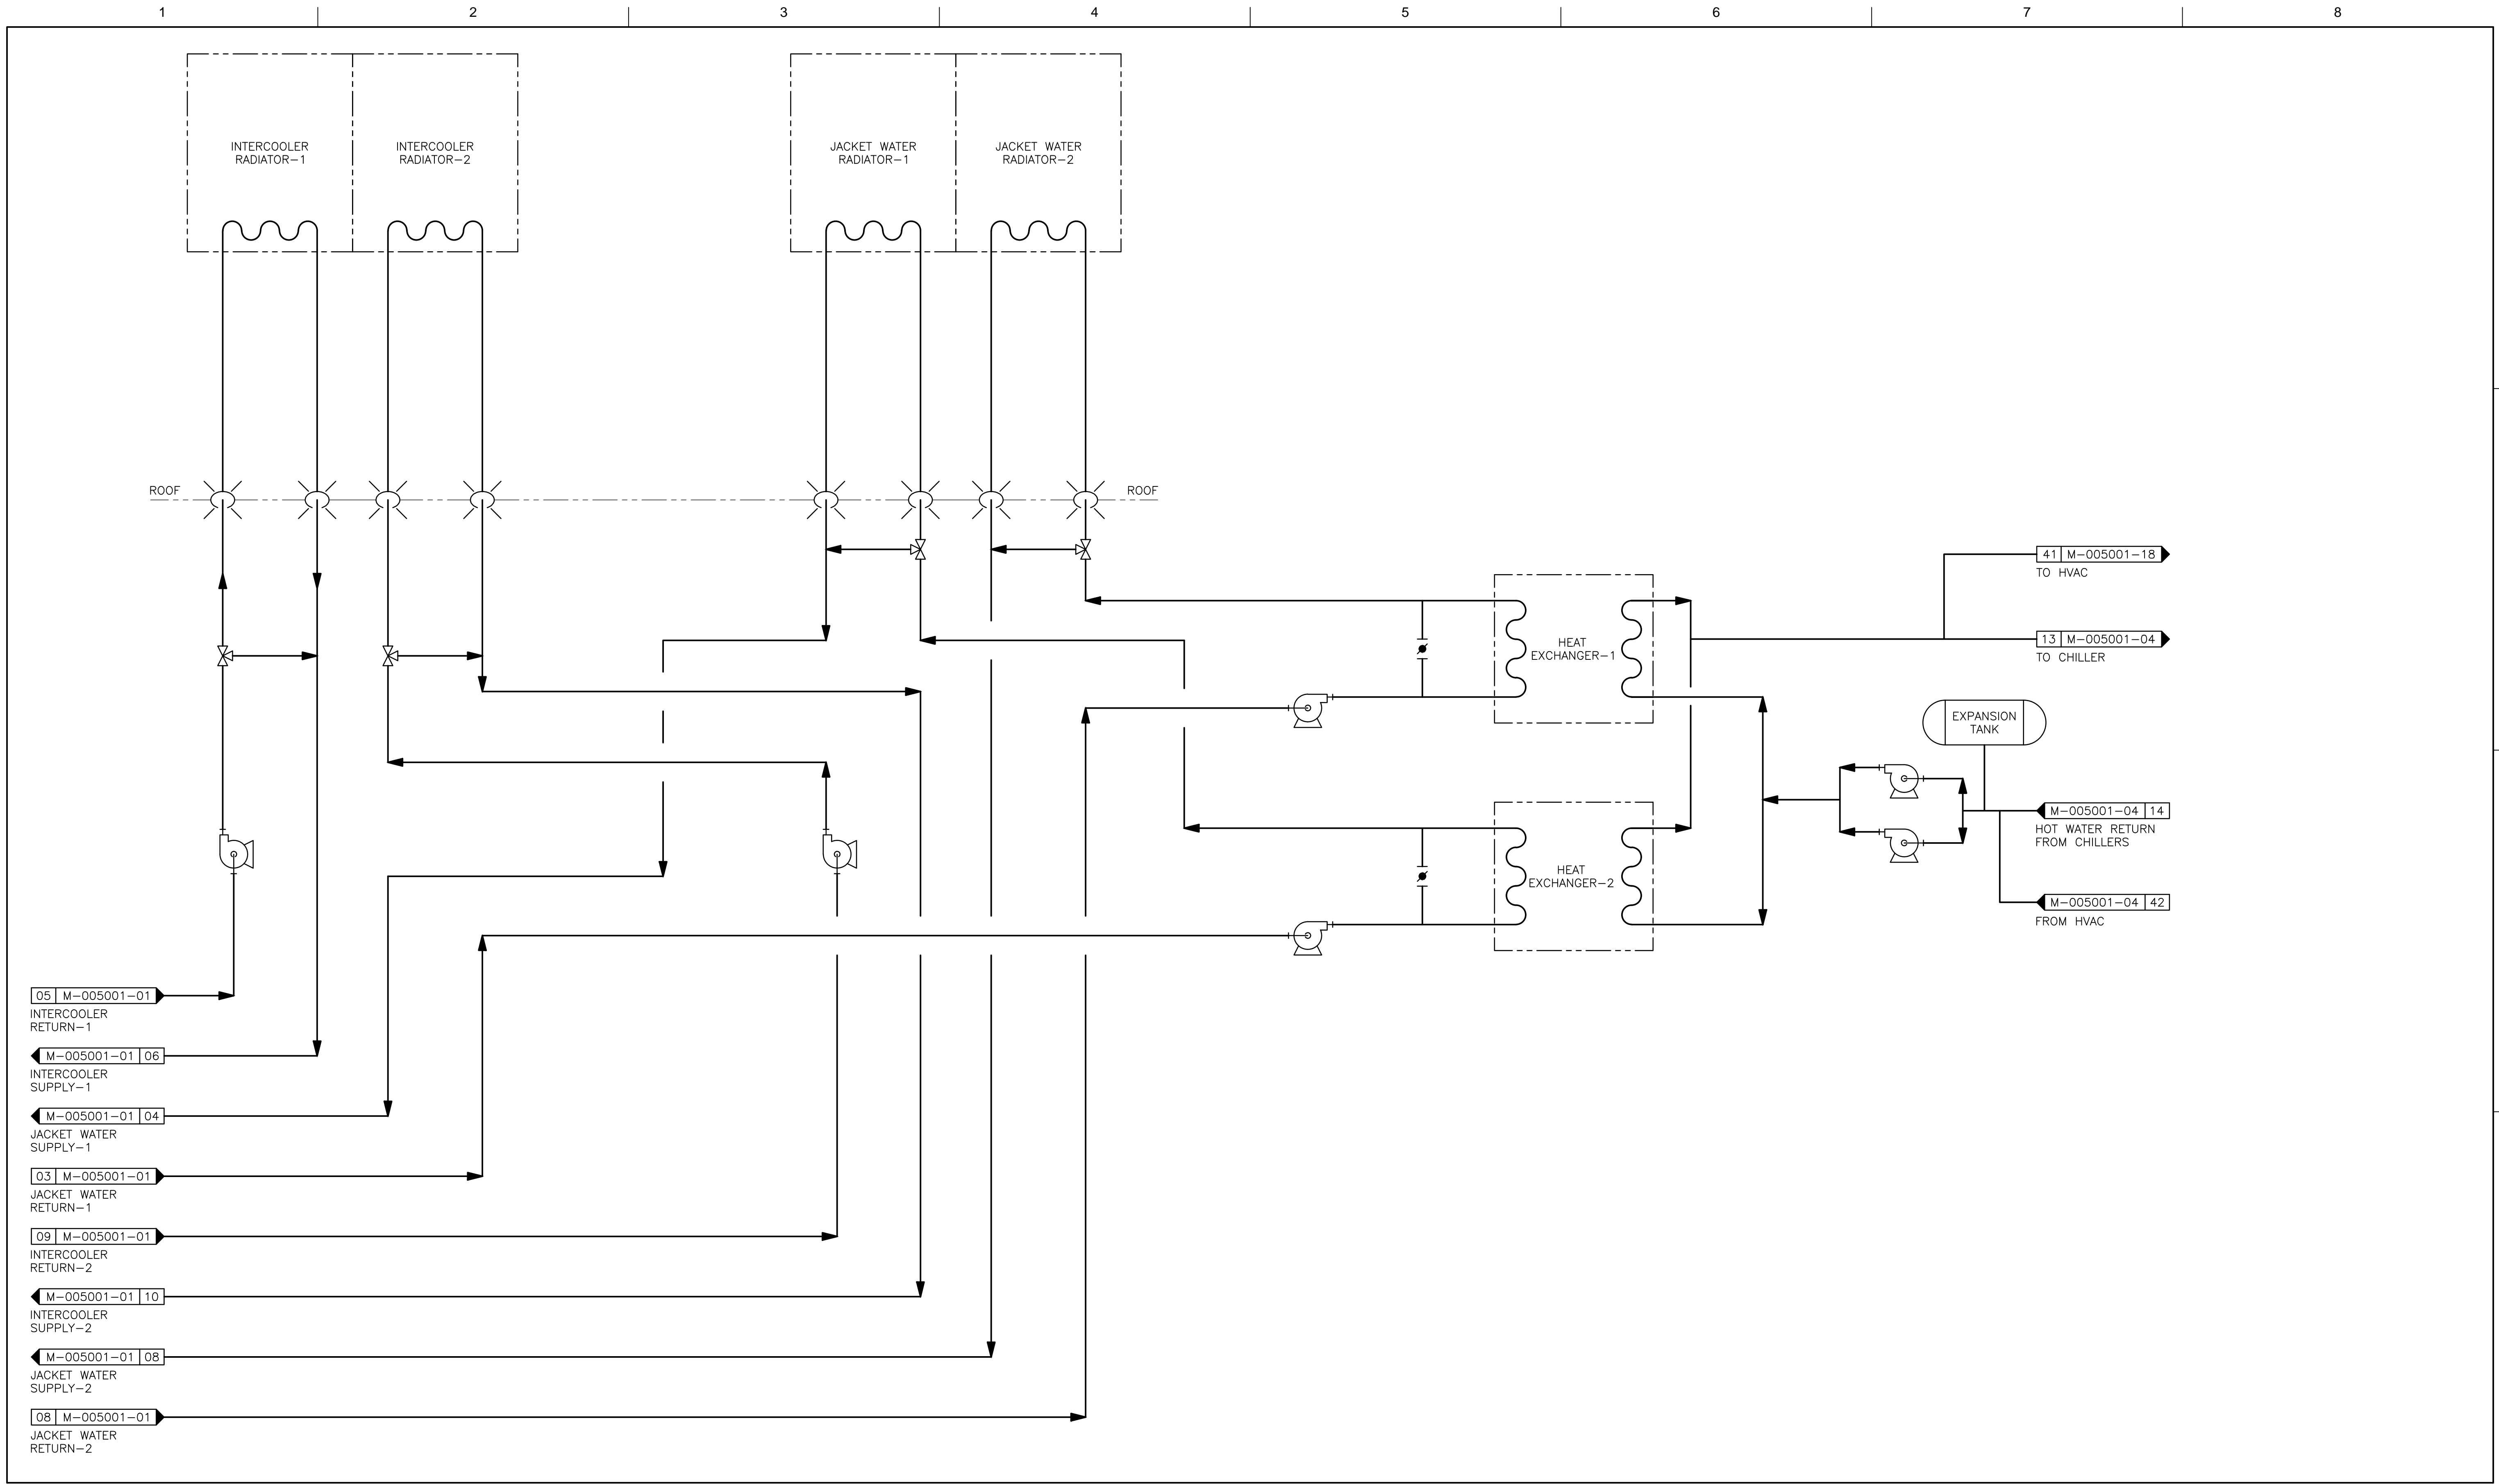 1 2 3 4 5 6 7 8
INTERCOOLER
RADIATOR-1
INTERCOOLER
RADIATOR-2
JACKET WATER
RADIATOR-1
JACKET WATER
RADIATOR-2
ROOF
ROOF
41 M-005001-18
TO HVAC
13 M-005001-04
TO CHILLER
HEAT
EXCHANGER-1
EXPANSION
TANK
M-005001-04 14
HOT WATER RETURN
FROM CHILLERS
HEAT
EXCHANGER-2
M-005001-04 42
FROM HVAC
05 M-005001-01
INTERCOOLER
RETURN-1
M-005001-01 06
INTERCOOLER
SUPPLY-1
M-005001-01 04
JACKET WATER
SUPPLY-1
03 M-005001-01
JACKET WATER
RETURN-1
09 M-005001-01
INTERCOOLER
RETURN-2
M-005001-01 10
INTERCOOLER
SUPPLY-2
M-005001-01 08
JACKET WATER
SUPPLY-2
08 M-005001-01
JACKET WATER
RETURN-2